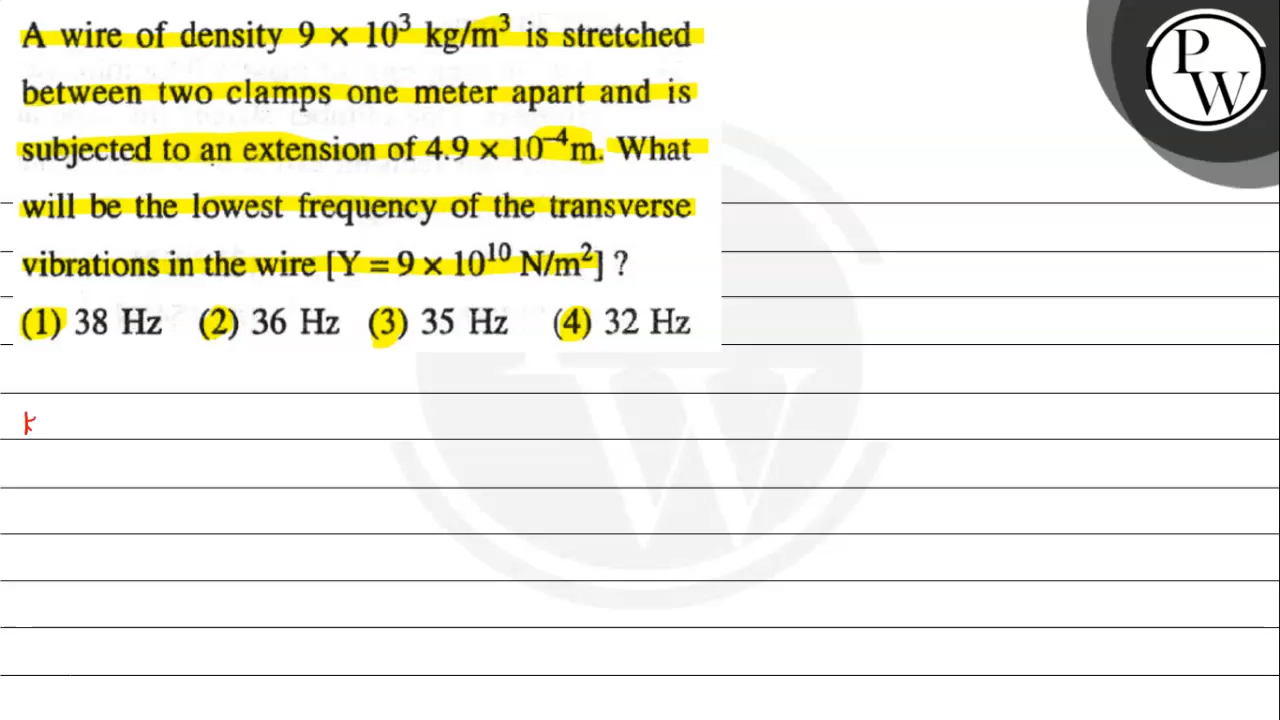 A wire of density 9 × 10³ kg/m³ is stretched
between two clamps one meter apart and is
subjected to an extension of 4.9 × 10⁻⁴m. What
will be the lowest frequency of the transverse
vibrations in the wire [Y = 9 × 10¹⁰ N/m²] ?
(1) 38 Hz (2) 36 Hz (3) 35 Hz (4) 32 Hz
PW